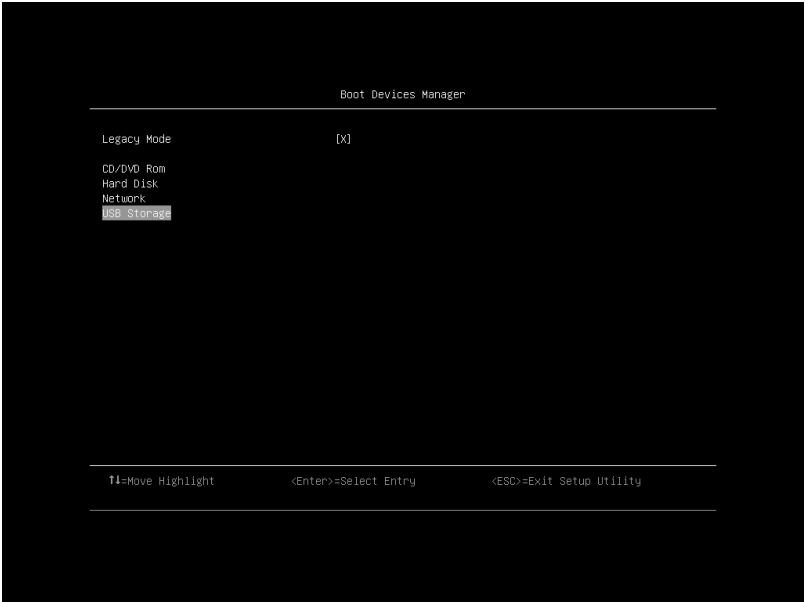 Boot Devices Manager
Legacy Mode [X]
CD/DVD Rom
Hard Disk
Network
USB Storage
↑↓=Move Highlight <Enter>=Select Entry <ESC>=Exit Setup Utility